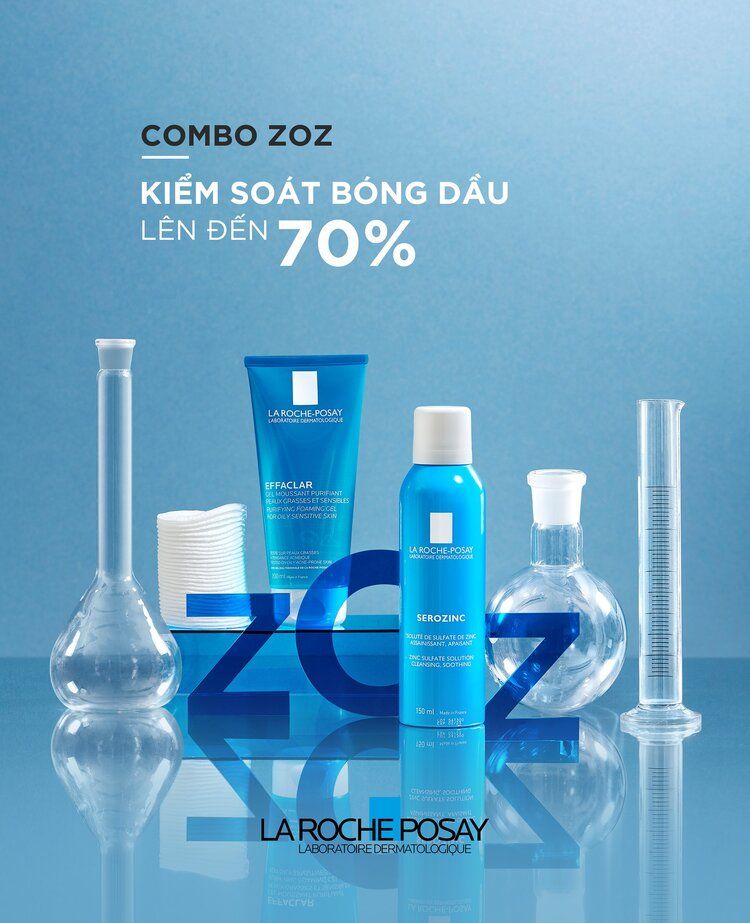 COMBO ZOZ
KIỂM SOÁT BÓNG DẦU
LÊN ĐẾN 70%
LA ROCHE-POSAY
LABORATOIRE DERMATOLOGIQUE
EFFACLAR
GEL MOUSSANT PURIFIANT
PEAUX GRASSES ET SENSIBLES
PURIFYING FOAMING GEL
FOR OILY SENSITIVE SKIN
LA ROCHE-POSAY
LABORATOIRE DERMATOLOGIQUE
SEROZINC
SOLUTÉ DE SULFATE DE ZINC
ASSAINISSANT, APAISANT
ZINC SULFATE SOLUTION
CLEANSING, SOOTHING
150 ml Made in France
ZOZ
LA ROCHE POSAY
LABORATOIRE DERMATOLOGIQUE